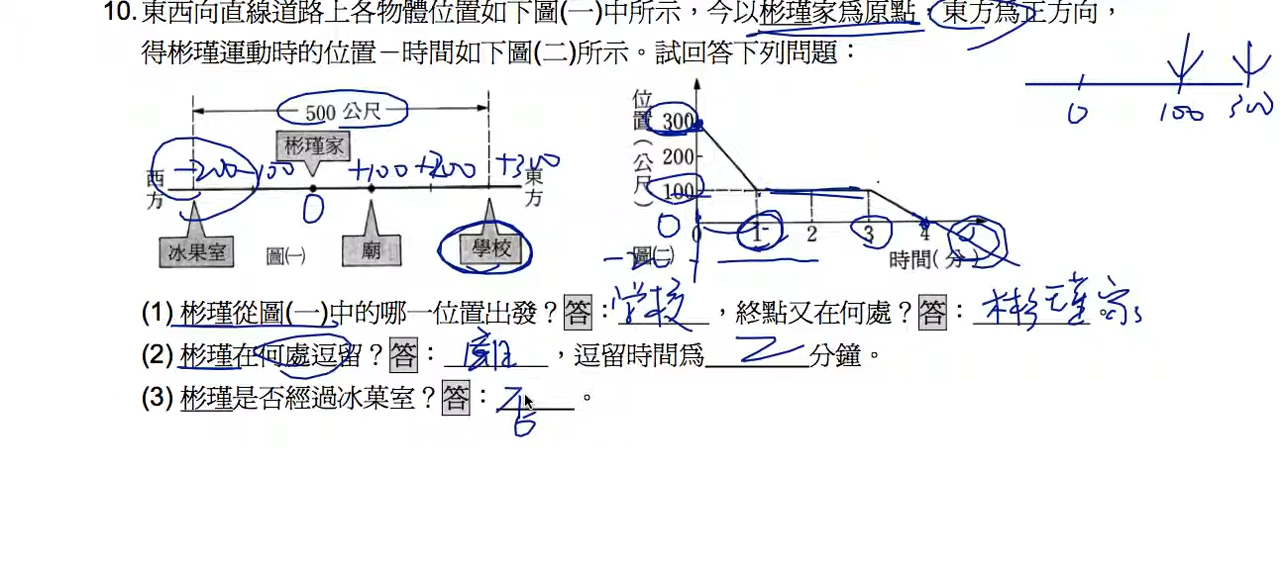 10. 東西向直線道路上各物體位置如下圖(一)中所示，今以彬瑾家為原點，東方為正方向，
得彬瑾運動時的位置－時間如下圖(二)所示。試回答下列問題：
0 100 300
500 公尺
彬瑾家
-200 -100 +100 +200 +300
西方 東方
0
冰果室 圖(一) 廟 學校
位置(公尺)
300
200
100
0
0 1 2 3 4
圖(二) 時間(分)
(1) 彬瑾從圖(一)中的哪一位置出發？答：学校，終點又在何處？答：彬瑾家。
(2) 彬瑾在何處逗留？答：廟，逗留時間為2分鐘。
(3) 彬瑾是否經過冰菓室？答：否。